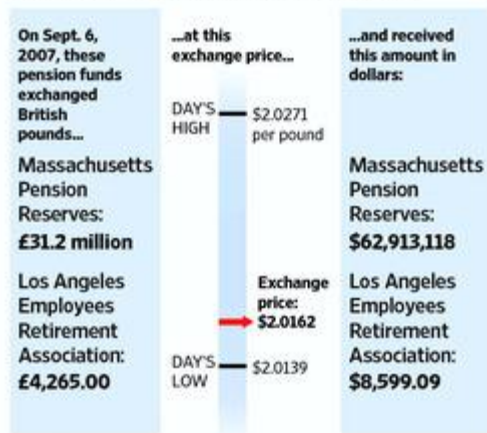 On Sept. 6,
2007, these
pension funds
exchanged
British
pounds...
Massachusetts
Pension
Reserves:
£31.2 million
Los Angeles
Employees
Retirement
Association:
£4,265.00
...at this
exchange price...
DAY'S
HIGH
$2.0271
per pound
Exchange
price:
$2.0162
DAY'S
LOW
$2.0139
...and received
this amount in
dollars:
Massachusetts
Pension
Reserves:
$62,913,118
Los Angeles
Employees
Retirement
Association:
$8,599.09